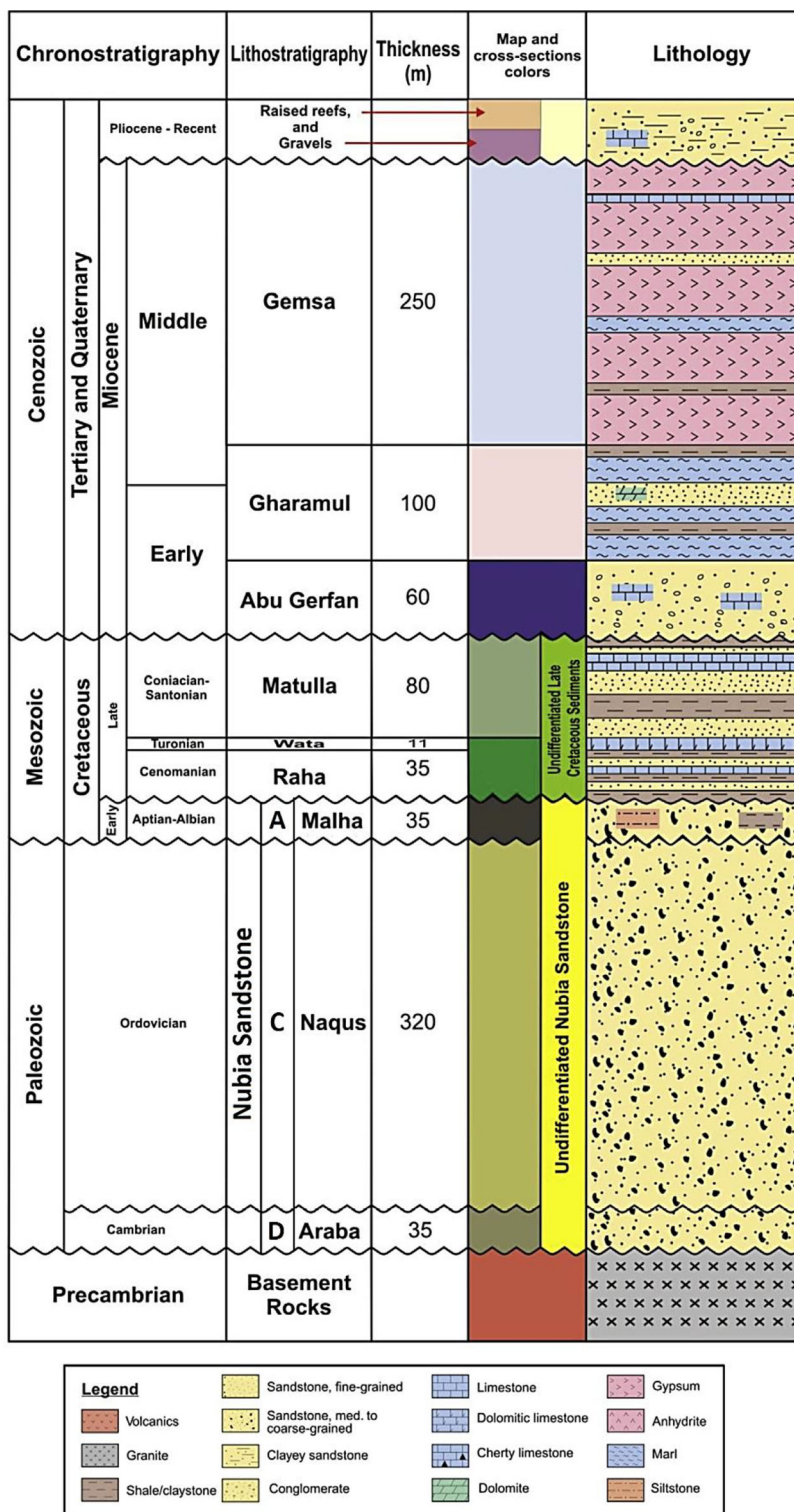 Chronostratigraphy
Lithostratigraphy
Thickness
(m)
Map and
cross-sections
colors
Lithology
Cenozoic
Tertiary and Quaternary
Pliocene - Recent
Raised reefs,
and
Gravels
Miocene
Middle
Gemsa
250
Gharamul
100
Early
Abu Gerfan
60
Mesozoic
Cretaceous
Late
Coniacian-
Santonian
Matulla
80
Undifferentiated Late
Cretaceous Sediments
Turonian
Wata
11
Cenomanian
Raha
35
Early
Aptian-Albian
A
Malha
35
Paleozoic
Ordovician
Nubia Sandstone
C
Naqus
320
Undifferentiated Nubia Sandstone
Cambrian
D
Araba
35
Precambrian
Basement
Rocks
Legend
Volcanics
Granite
Shale/claystone
Sandstone, fine-grained
Sandstone, med. to
coarse-grained
Clayey sandstone
Conglomerate
Limestone
Dolomitic limestone
Cherty limestone
Dolomite
Gypsum
Anhydrite
Marl
Siltstone